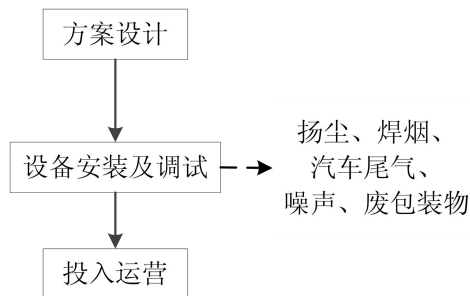 方案设计
设备安装及调试
扬尘、焊烟、
汽车尾气、
噪声、废包装物
投入运营